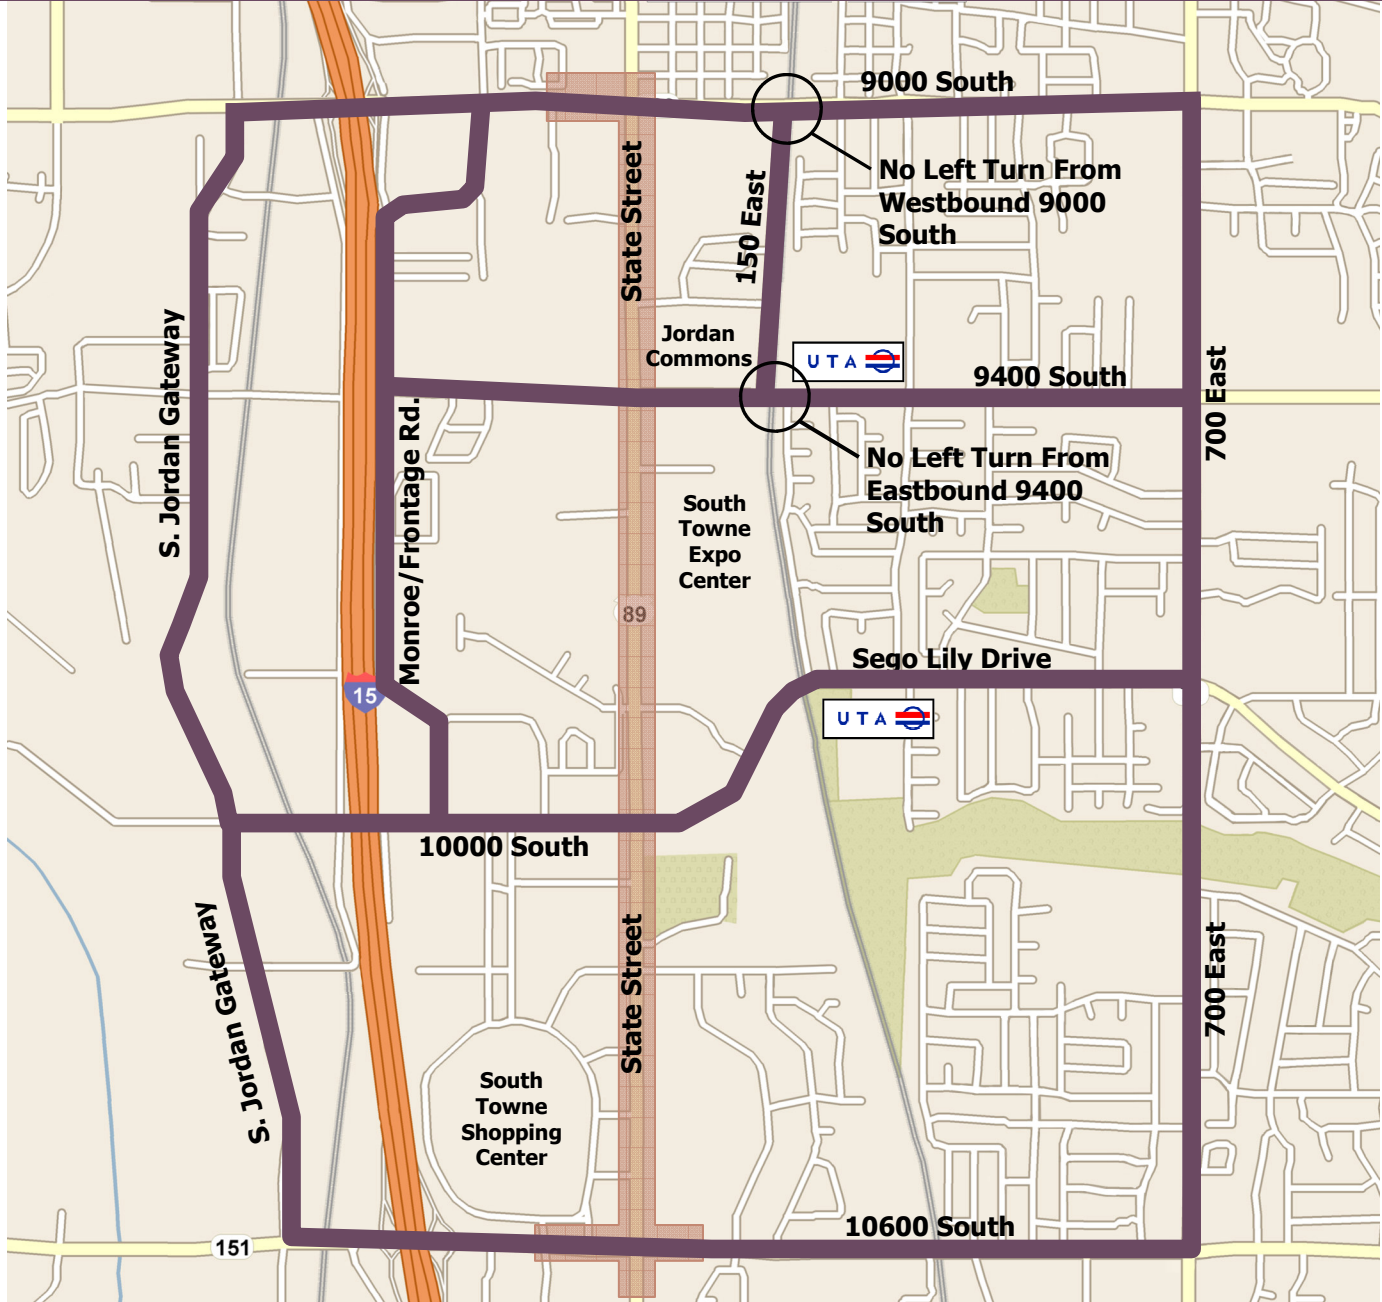 9000 South
No Left Turn From
Westbound 9000
South
State Street
150 East
Jordan
Commons
UTA
9400 South
700 East
S. Jordan Gateway
Monroe/Frontage Rd.
No Left Turn From
Eastbound 9400
South
South
Towne
Expo
Center
89
Sego Lily Drive
15
UTA
10000 South
S. Jordan Gateway
State Street
700 East
South
Towne
Shopping
Center
10600 South
151